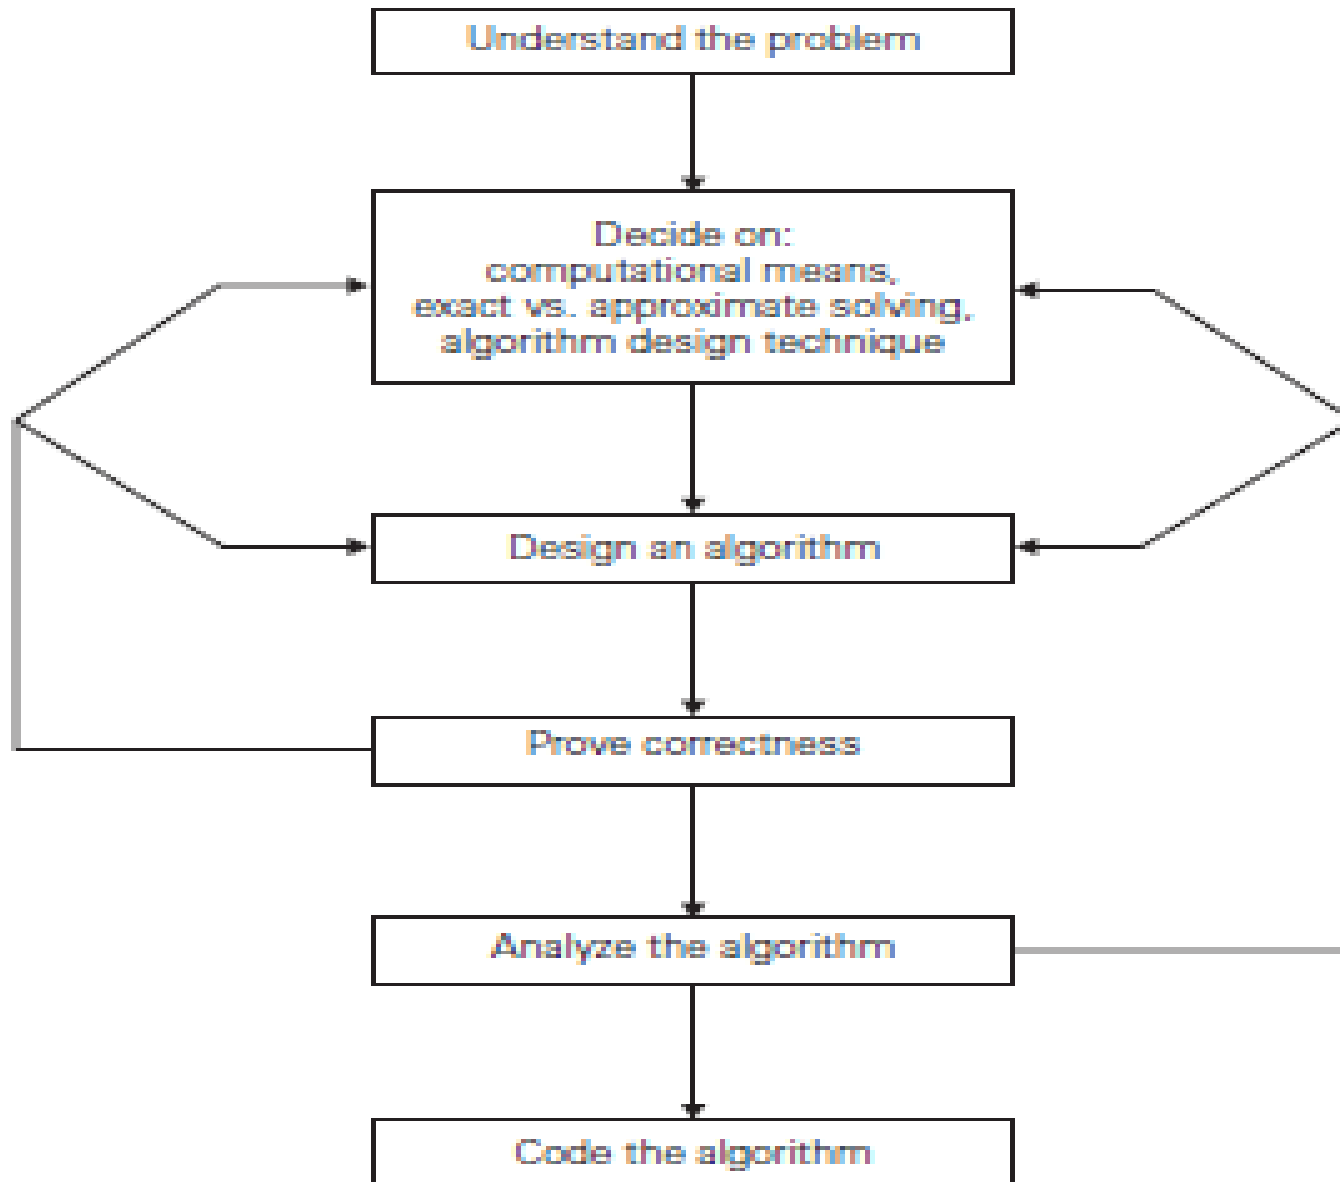 Understand the problem
Decide on:
computational means,
exact vs. approximate solving,
algorithm design technique
Design an algorithm
Prove correctness
Analyze the algorithm
Code the algorithm